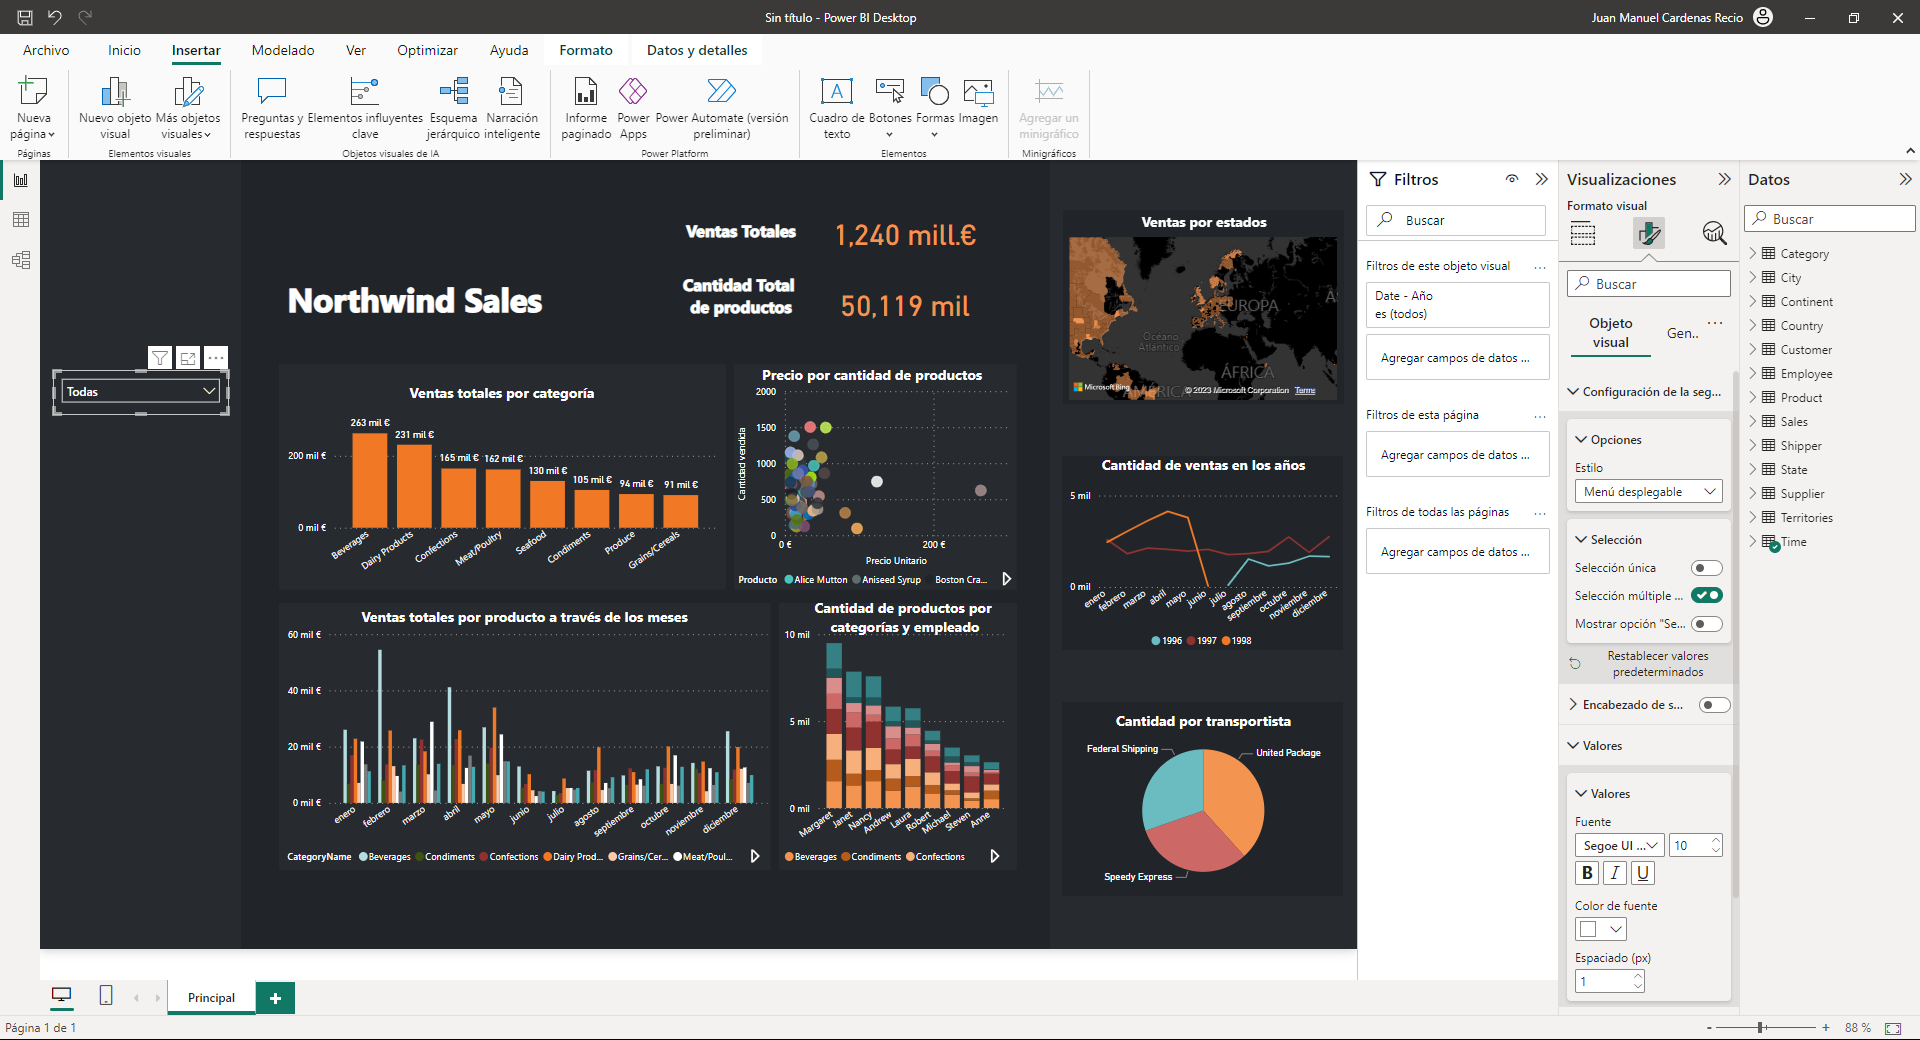 Sin título - Power BI Desktop
Juan Manuel Cardenas Recio
Archivo
Inicio
Insertar
Modelado
Ver
Optimizar
Ayuda
Formato
Datos y detalles
Nueva
página
Páginas
Nuevo objeto
visual
Más objetos
visuales
Elementos visuales
Preguntas y
respuestas
Elementos influyentes
clave
Esquema
jerárquico
Narración
inteligente
Objetos visuales de IA
Informe
paginado
Power
Apps
Power Automate (versión
preliminar)
Power Platform
Cuadro de
texto
Botones
Formas
Imagen
Elementos
Agregar un
minigráfico
Minigráficos
Todas
Northwind Sales
Ventas Totales
1,240 mill.€
Cantidad Total
de productos
50,119 mil
Ventas totales por categoría
200 mil €
0 mil €
263 mil €
231 mil €
165 mil €
162 mil €
130 mil €
105 mil €
94 mil €
91 mil €
Beverages
Dairy Products
Confections
Meat/Poultry
Seafood
Condiments
Produce
Grains/Cereals
Precio por cantidad de productos
Cantidad vendida
2000
1500
1000
500
0
0 €
200 €
Precio Unitario
Producto
Alice Mutton
Aniseed Syrup
Boston Cra...
Ventas totales por producto a través de los meses
60 mil €
40 mil €
20 mil €
0 mil €
enero
febrero
marzo
abril
mayo
junio
julio
agosto
septiembre
octubre
noviembre
diciembre
CategoryName
Beverages
Condiments
Confections
Dairy Prod...
Grains/Cer...
Meat/Poul...
Cantidad de productos por
categorías y empleado
10 mil
5 mil
0 mil
Margaret
Janet
Nancy
Andrew
Laura
Robert
Michael
Steven
Anne
Beverages
Condiments
Confections
Ventas por estados
EUROPA
Océano
Atlántico
ÁFRICA
AMÉRICA
Microsoft Bing
© 2023 Microsoft Corporation
Terms
Cantidad de ventas en los años
5 mil
0 mil
enero
febrero
marzo
abril
mayo
junio
julio
agosto
septiembre
octubre
noviembre
diciembre
1996
1997
1998
Cantidad por transportista
Federal Shipping
United Package
Speedy Express
Filtros
Buscar
Filtros de este objeto visual
...
Date - Año
es (todos)
Agregar campos de datos ...
Filtros de esta página
...
Agregar campos de datos ...
Filtros de todas las páginas
...
Agregar campos de datos ...
Visualizaciones
Formato visual
Buscar
Objeto
visual
Gen..
...
Configuración de la seg...
Opciones
Estilo
Menú desplegable
Selección
Selección única
Selección múltiple ...
Mostrar opción "Se...
Restablecer valores
predeterminados
Encabezado de s...
Valores
Valores
Fuente
Segoe UI ...
10
B
I
U
Color de fuente
Espaciado (px)
1
Datos
Buscar
Category
City
Continent
Country
Customer
Employee
Product
Sales
Shipper
State
Supplier
Territories
Time
Principal
+
Página 1 de 1
- + 88 %